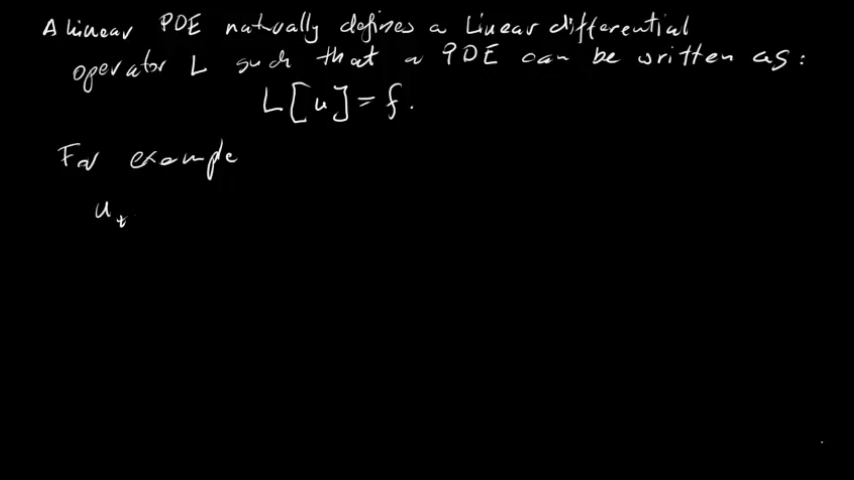 A linear PDE naturally defines a Linear differential
operator L such that a PDE can be written as:
L[u] = f.
For example
u_t